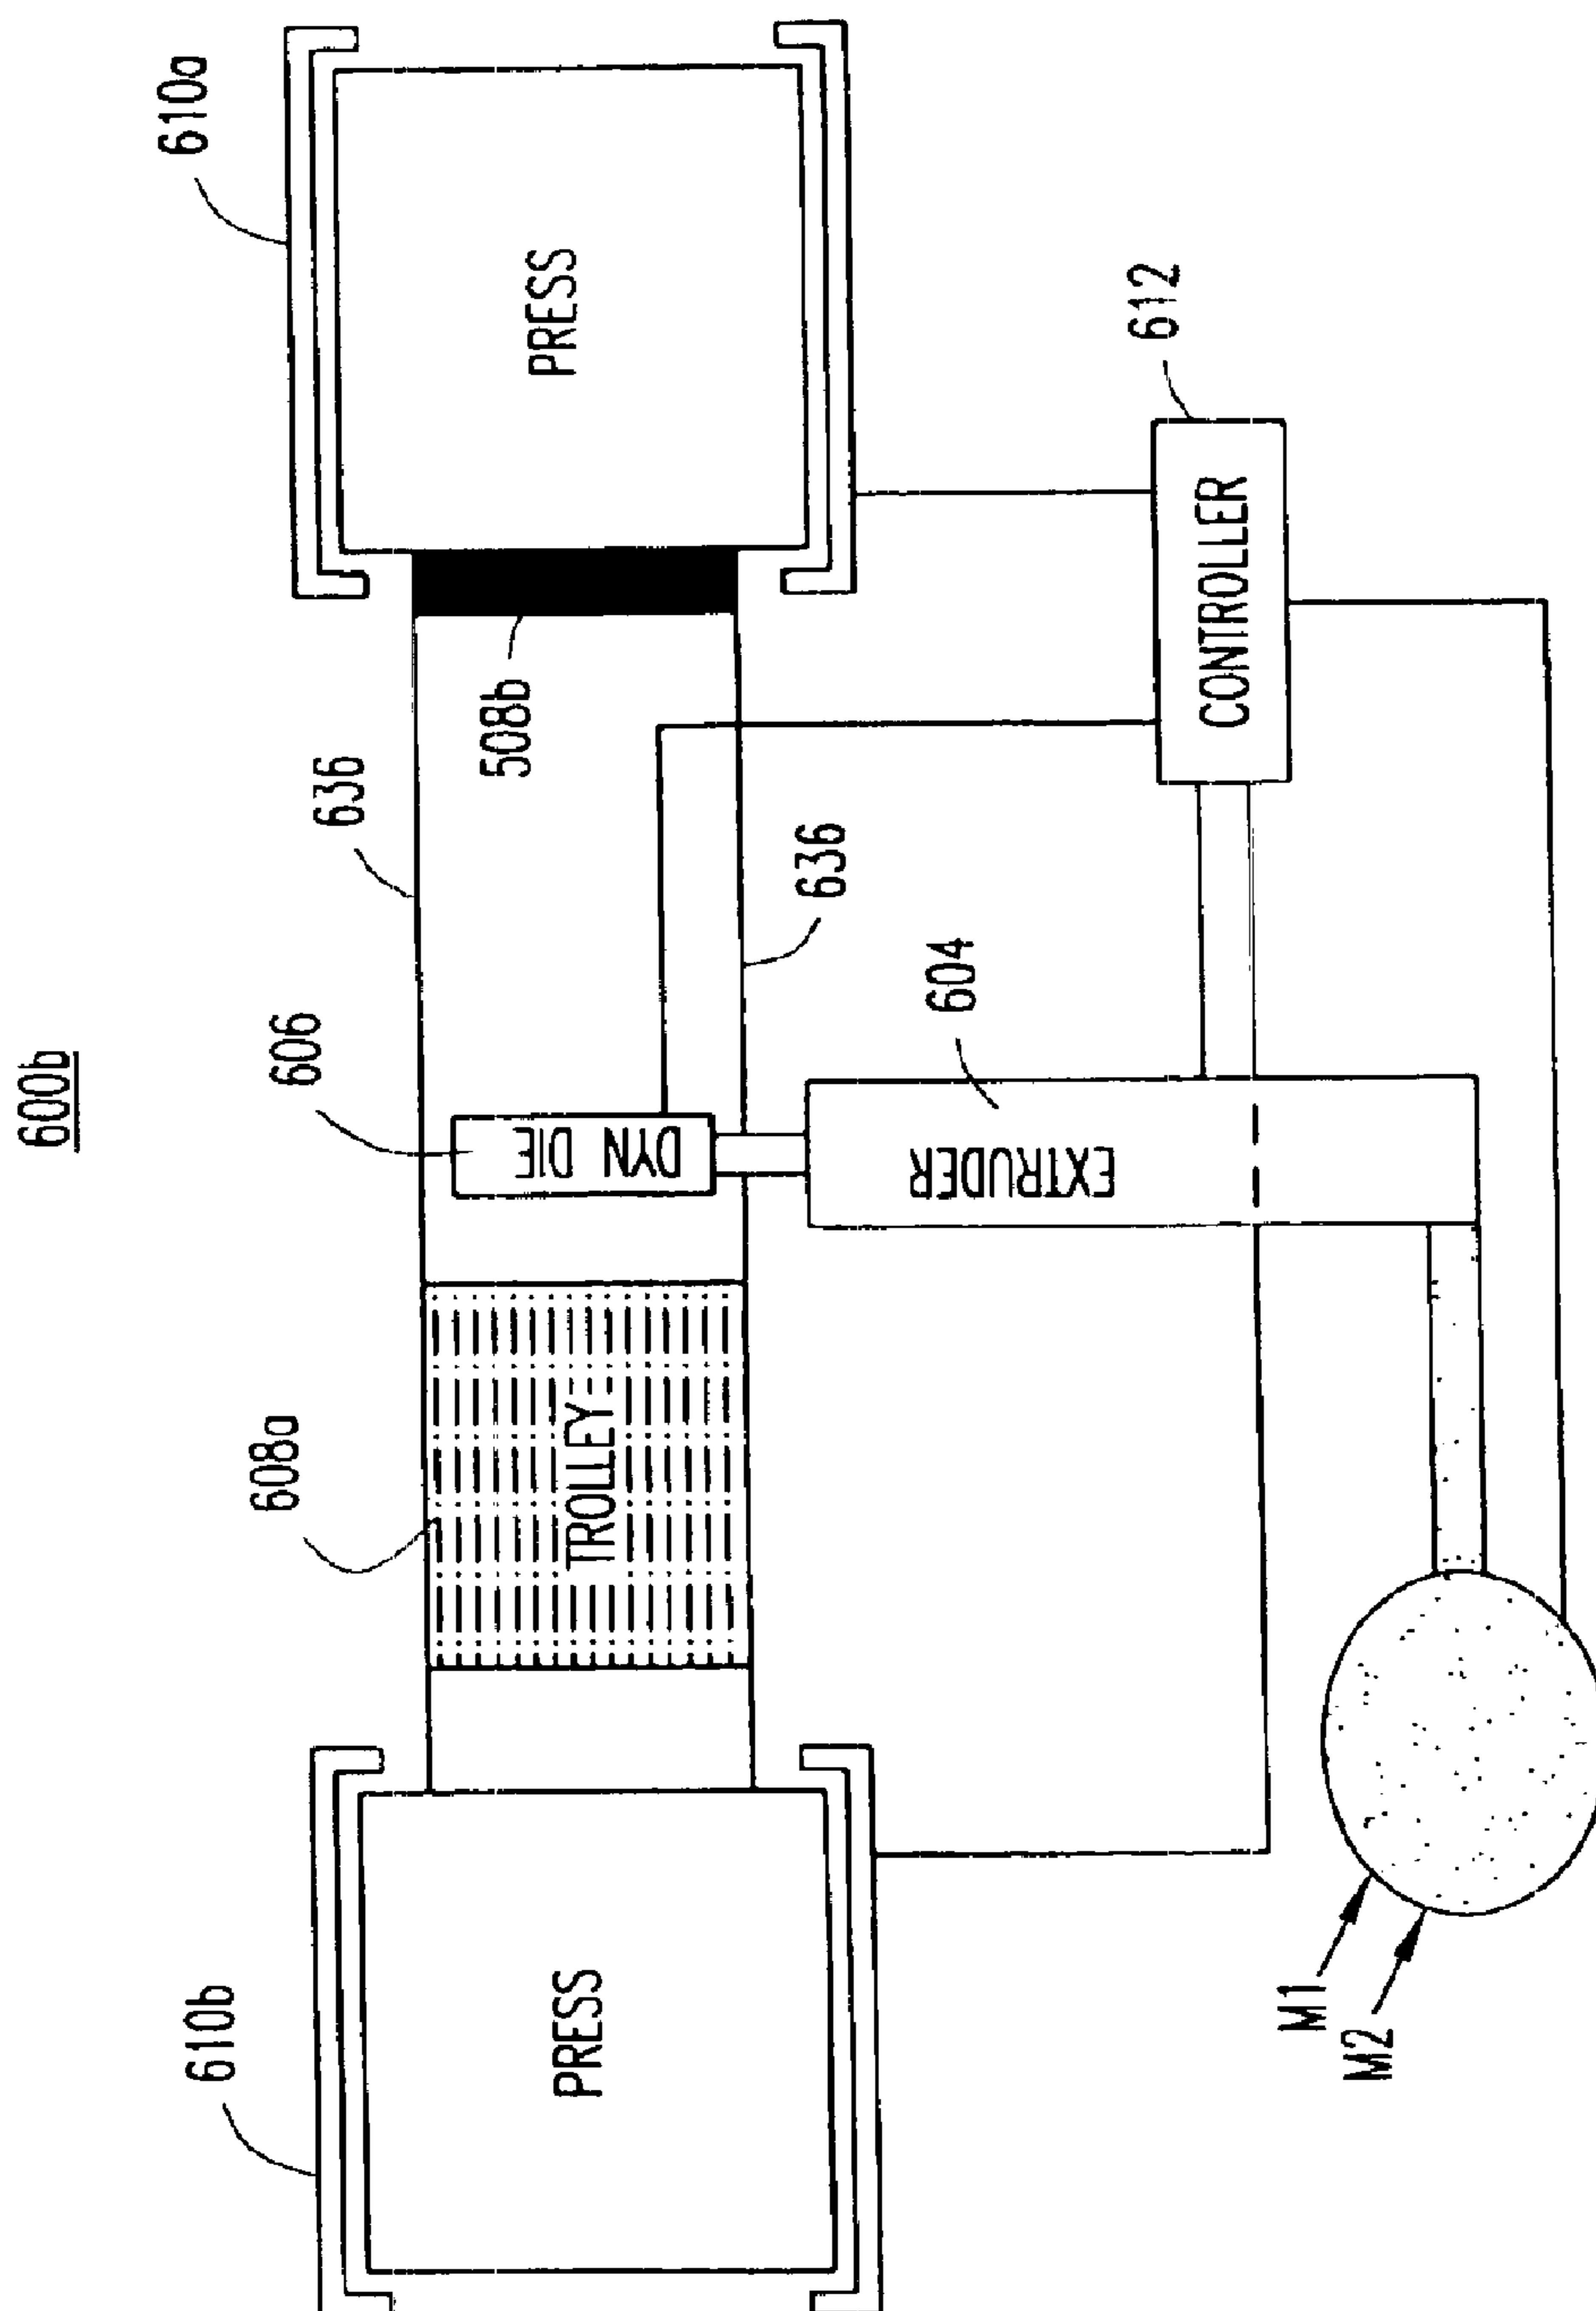 600b
610b
608a
606
636
610a
PRESS
TROLLEY
DYN DIE
508b
PRESS
636
EXTRUDER
604
CONTROLLER
612
M1
M2